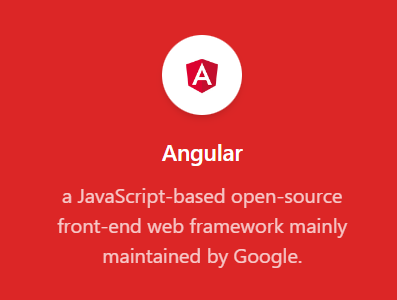 Angular
a JavaScript-based open-source
front-end web framework mainly
maintained by Google.